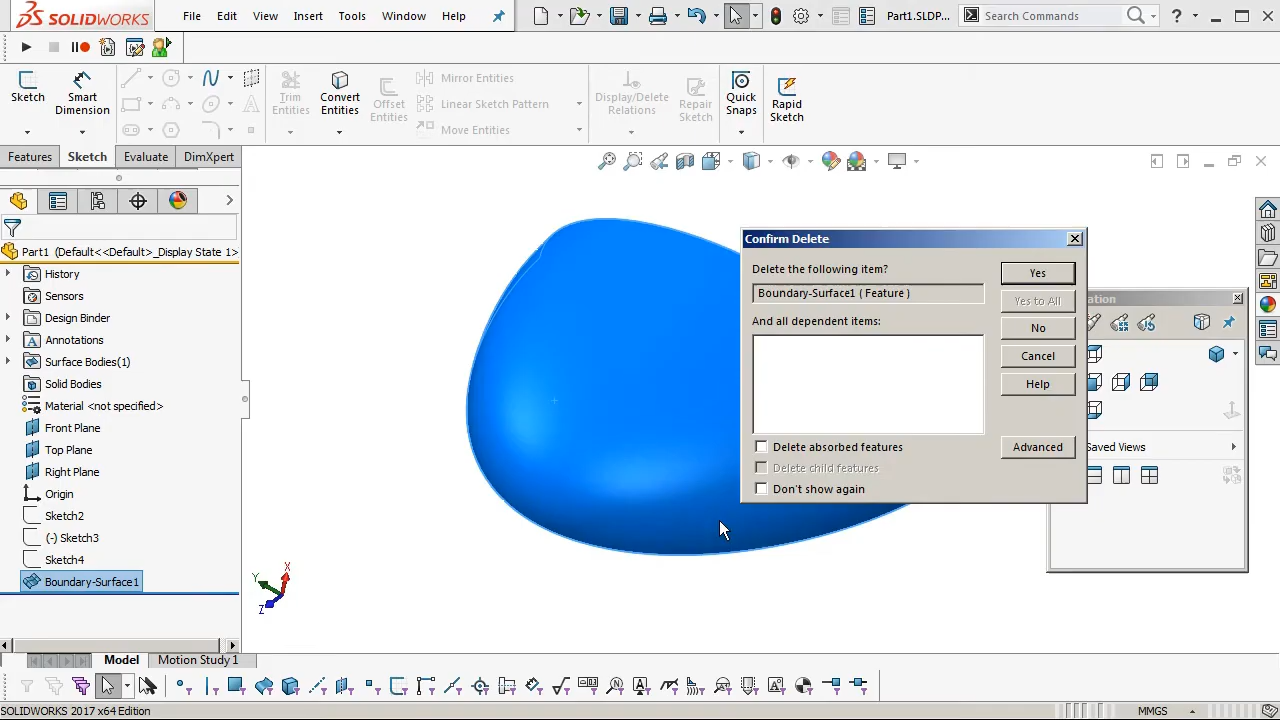 SOLIDWORKS
File
Edit
View
Insert
Tools
Window
Help
Part1.SLDP...
Search Commands
Sketch
Smart Dimension
Trim Entities
Convert Entities
Offset Entities
Mirror Entities
Linear Sketch Pattern
Move Entities
Display/Delete Relations
Repair Sketch
Quick Snaps
Rapid Sketch
Features
Sketch
Evaluate
DimXpert
Part1 (Default<<Default>_Display State 1>
History
Sensors
Design Binder
Annotations
Surface Bodies(1)
Solid Bodies
Material <not specified>
Front Plane
Top Plane
Right Plane
Origin
Sketch2
(-) Sketch3
Sketch4
Boundary-Surface1
X
Y
Z
Confirm Delete
Delete the following item?
Boundary-Surface1 ( Feature )
And all dependent items:
Yes
Yes to All
No
Cancel
Help
Advanced
Delete absorbed features
Delete child features
Don't show again
ation
Saved Views
Model
Motion Study 1
SOLIDWORKS 2017 x64 Edition
MMGS